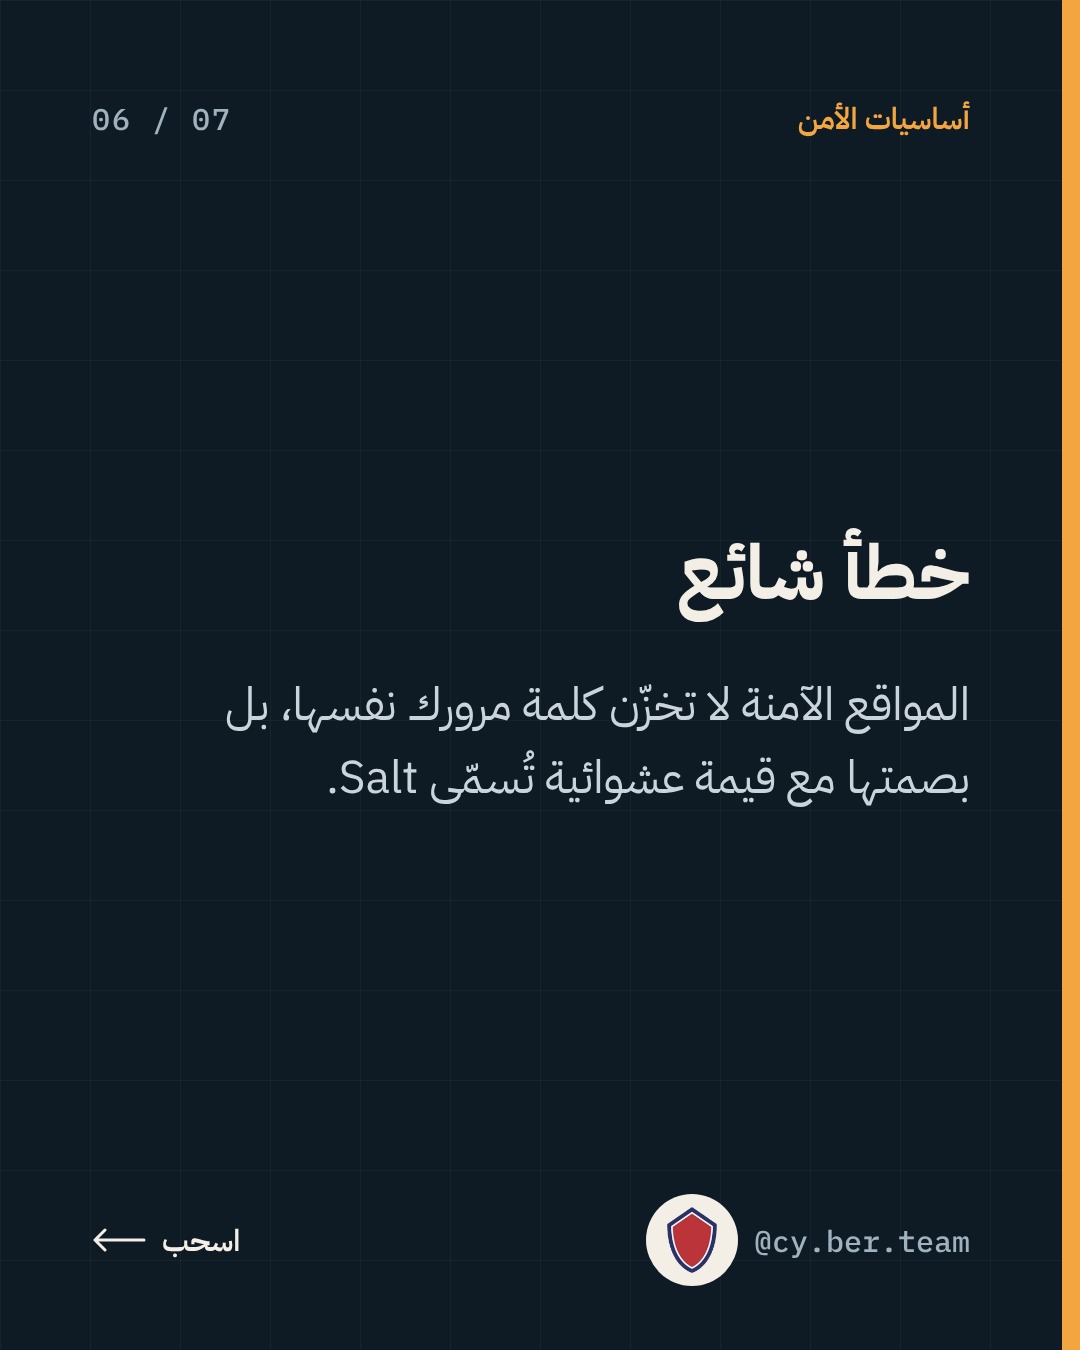 أساسيات الأمن
06 / 07
خطأ شائع
المواقع الآمنة لا تخزّن كلمة مرورك نفسها، بل
بصمتها مع قيمة عشوائية تُسمّى Salt.
@cy.ber.team
اسحب ←